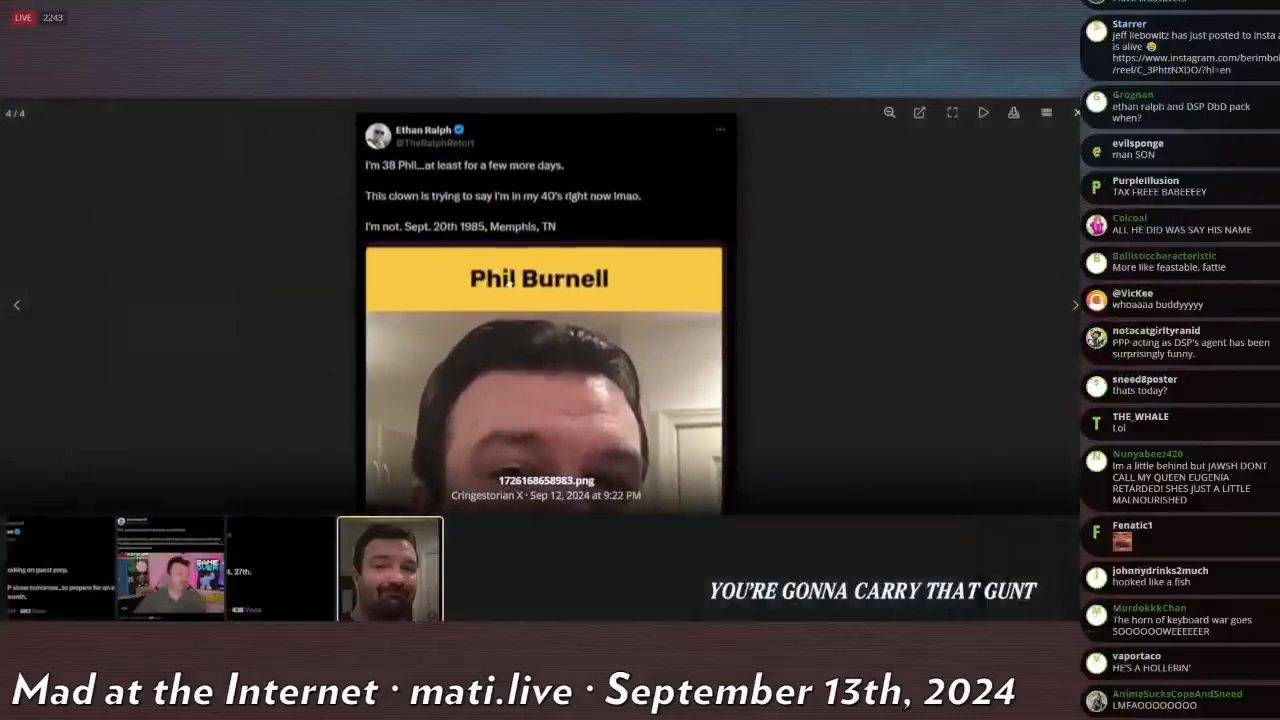 LIVE 2243
4/4
Ethan Ralph
@TheRalphRetort
I'm 38 Phil...at least for a few more days.
This clown is trying to say I'm in my 40's right now lmao.
I'm not. Sept. 20th 1985, Memphis, TN
Phil Burnell
1726168658983.png
Cringestorian X · Sep 12, 2024 at 9:22 PM
GAME
OVER
t. 27th.
month.
YOU'RE GONNA CARRY THAT GUNT
Mad at the Internet · mati.live · September 13th, 2024
Starrer
jeff liebowitz has just posted to insta a
is alive 😅
https://www.instagram.com/berimbol
/reel/C_3PhttNXDO/?hl=en
Grognan
ethan ralph and DSP DbD pack
when?
evilsponge
man SON
PurpleIllusion
TAX FREEE BABEEEEY
Colcoal
ALL HE DID WAS SAY HIS NAME
Ballisticcharacteristic
More like feastable, fattie
@VicKee
whoaaaa buddyyyyy
notacatgirltyranid
PPP acting as DSP's agent has been
surprisingly funny.
sneed8poster
thats today?
THE_WHALE
Lol
Nunyabeez420
Im a little behind but JAWSH DONT
CALL MY QUEEN EUGENIA
RETARDED! SHES JUST A LITTLE
MALNOURISHED
Fenatic1
johnnydrinks2much
hooked like a fish
MurdokkkChan
The horn of keyboard war goes
SOOOOOOWEEEEEER
vaportaco
HE'S A HOLLERIN'
AnimeSucksCopeAndSneed
LMFAOOOOOOOO